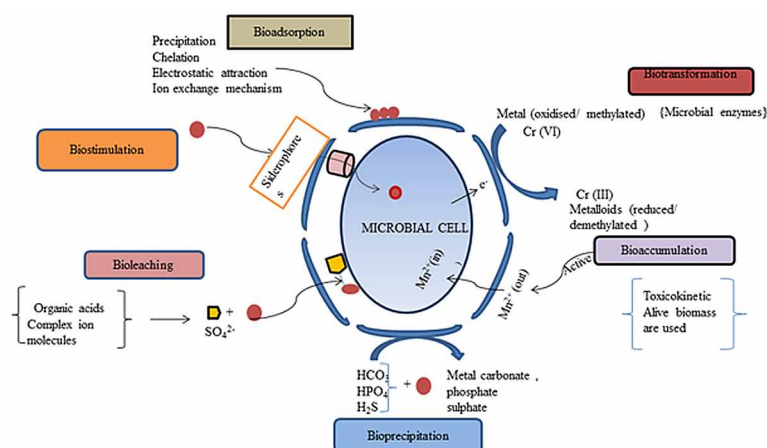 Bioadsorption
Precipitation
Chelation
Electrostatic attraction
Ion exchange mechanism
Biotransformation
Metal (oxidised/ methylated) {Microbial enzymes}
Cr (VI)
Biostimulation
Siderophore
s
e-
Cr (III)
Metalloids (reduced/
demethylated )
MICROBIAL CELL
Bioaccumulation
Active
Mn²⁺(in)
Mn²⁺(out)
Bioleaching
Organic acids
Complex ion
molecules
+
SO₄²⁻
Toxicokinetic
Alive biomass
are used
HCO₃
HPO₄
H₂S
+
Metal carbonate ,
phosphate
sulphate
Bioprecipitation